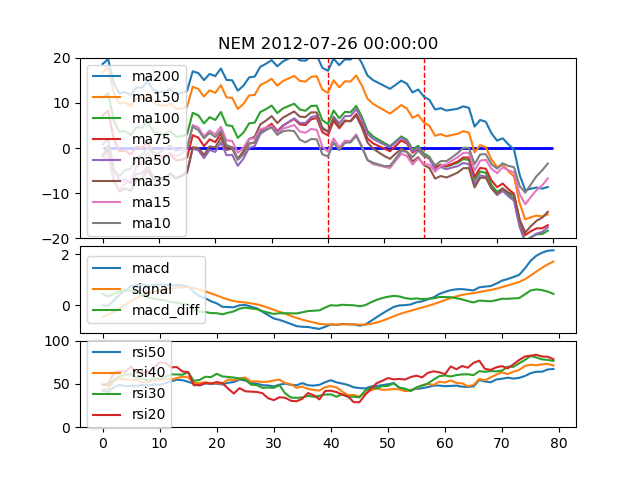 NEM 2012-07-26 00:00:00
20
10
0
−10
−20
ma200
ma150
ma100
ma75
ma50
ma35
ma15
ma10
2
0
macd
signal
macd_diff
100
50
0
rsi50
rsi40
rsi30
rsi20
0 10 20 30 40 50 60 70 80